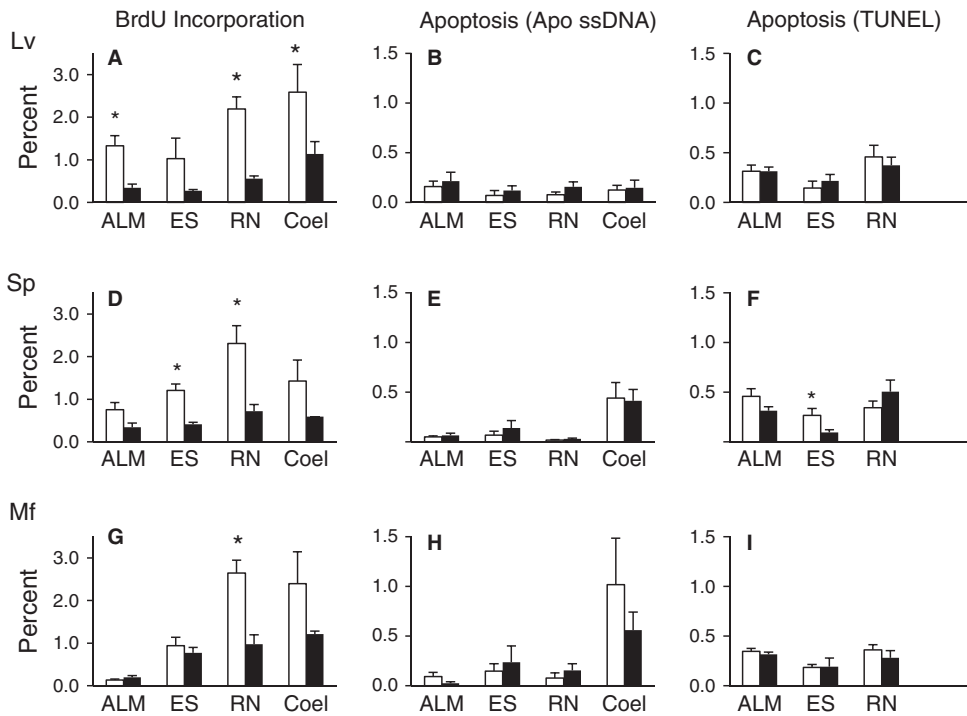 BrdU Incorporation Apoptosis (Apo ssDNA) Apoptosis (TUNEL)
Lv
A B C
Percent
3.0 2.0 1.0 0.0
1.5 1.0 0.5 0.0
1.5 1.0 0.5 0.0
* * *
ALM ES RN Coel ALM ES RN Coel ALM ES RN
Sp
D E F
Percent
3.0 2.0 1.0 0.0
1.5 1.0 0.5
1.5 1.0 0.5 0.0
* * *
ALM ES RN Coel ALM ES RN Coel ALM ES RN
Mf
G H I
Percent
3.0 2.0 1.0 0.0
1.5 1.0 0.5 0.0
1.5 1.0 0.5 0.0
*
ALM ES RN Coel ALM ES RN Coel ALM ES RN